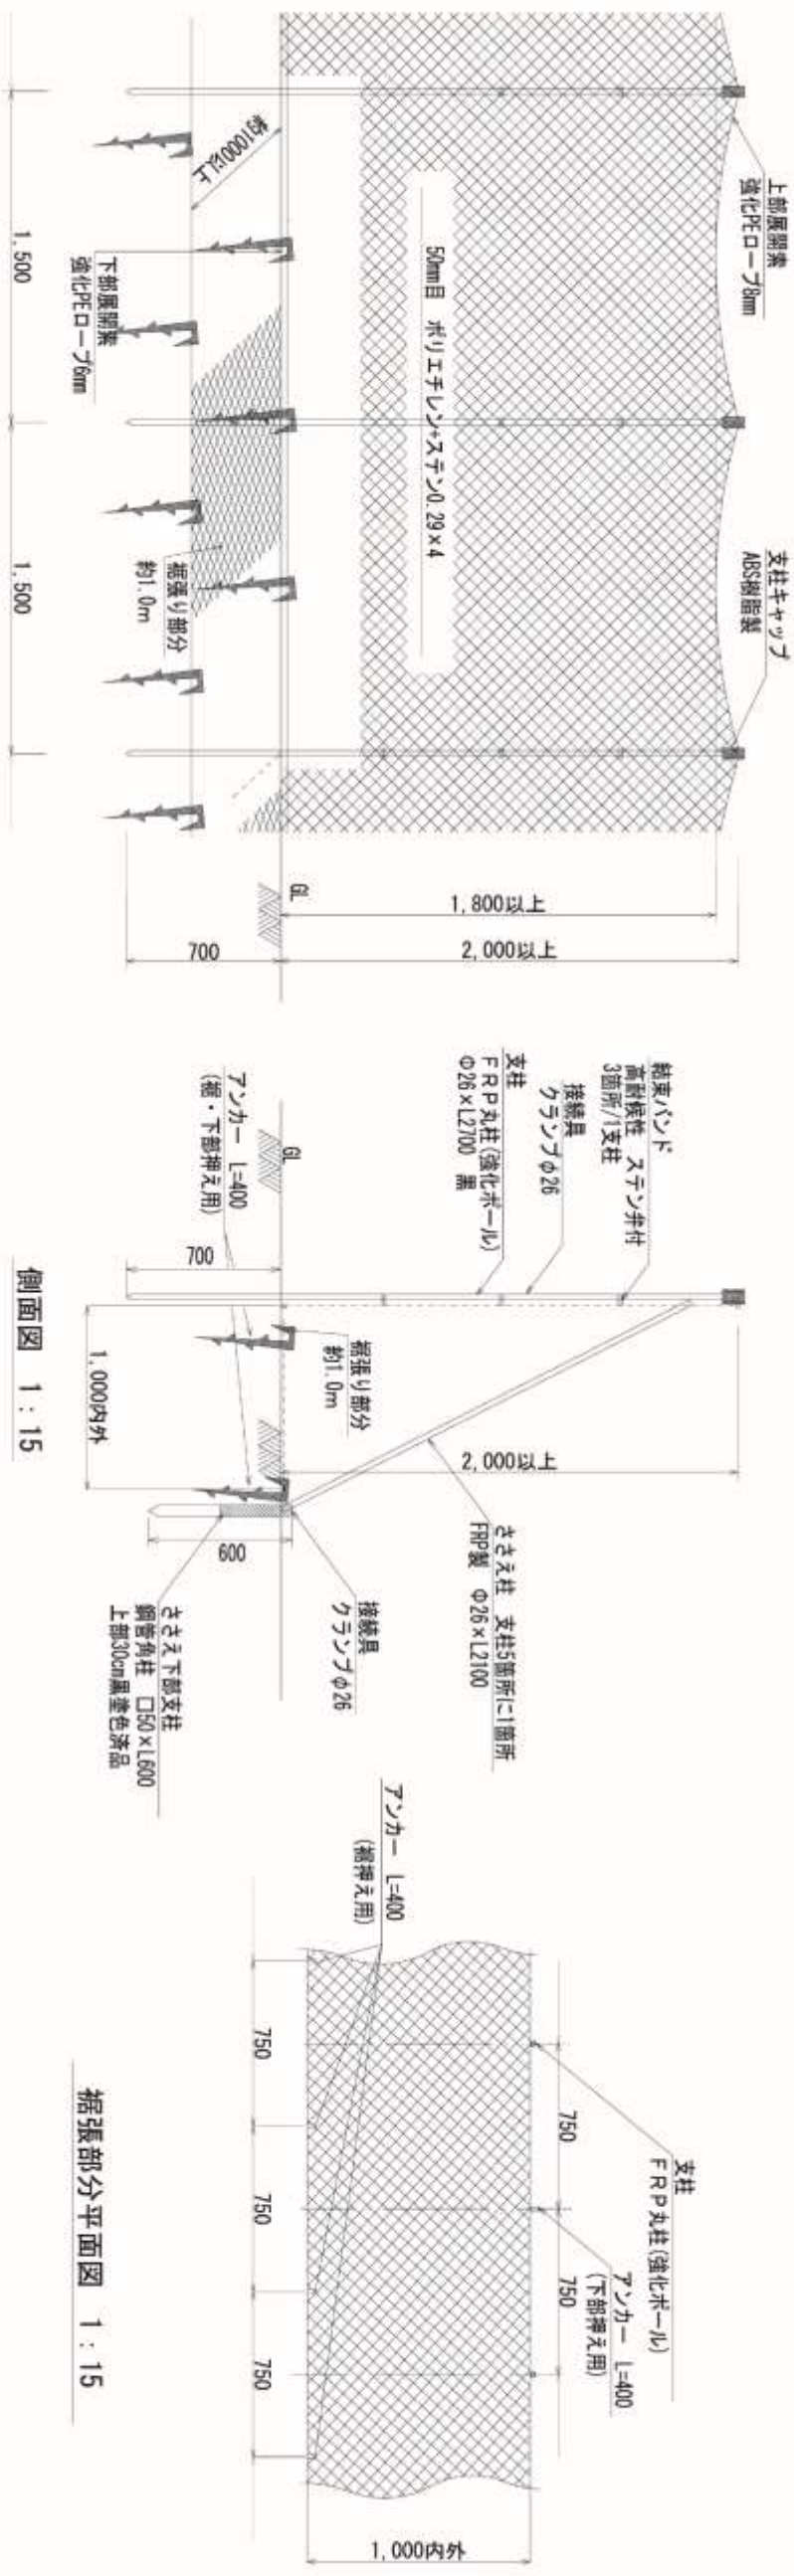 上部展開索
強化PEロープ8mm
支柱キャップ
ABS樹脂製
50mm目 ポリエチレン+ステン0.29×4
約1000以上
下部展開索
強化PEロープ6mm
裾張り部分
約1.0m
1,500
1,500
GL
1,800以上
2,000以上
700
結束バンド
高耐候性 ステン弁付
3箇所/1支柱
接続具
クランプφ26
支柱
FRP丸柱(強化ポール)
Φ26×L2700 黒
GL
アンカー L=400
(裾・下部押え用)
700
裾張り部分
約1.0m
1,000内外
2,000以上
ささえ柱 支柱5箇所に1箇所
FRP製 Φ26×L2100
600
接続具
クランプφ26
ささえ下部支柱
鋼管角柱 □50×L600
上部30cm黒塗色済品
側面図 1:15
アンカー L=400
(裾押え用)
支柱
FRP丸柱(強化ポール)
アンカー L=400
(下部押え用)
750
750
750
750
750
1,000内外
裾張部分平面図 1:15